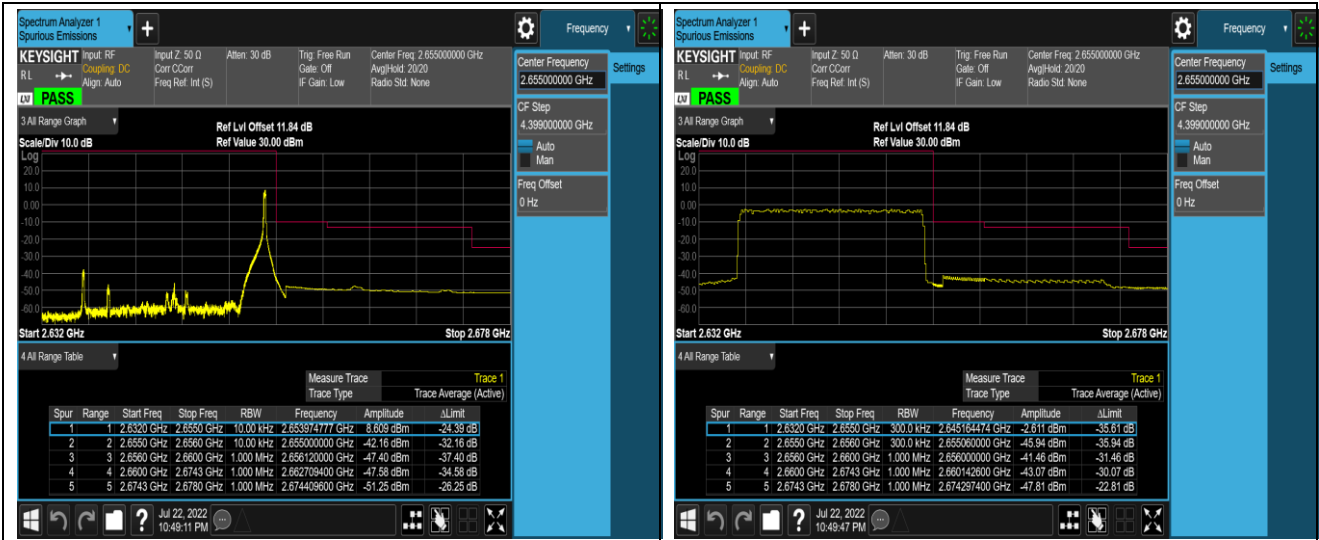 Spectrum Analyzer 1
Spurious Emissions
+
Frequency
KEYSIGHT Input: RF Input Z: 50 Ω Atten: 30 dB Trig: Free Run Center Freq: 2.655000000 GHz
Coupling: DC Corr CCorr Gate: Off Avg|Hold: 20/20
RL Align: Auto Freq Ref: Int (S) IF Gain: Low Radio Std: None
LXI PASS
Center Frequency
2.655000000 GHz
Settings
CF Step
4.399000000 GHz
Auto
Man
Freq Offset
0 Hz
3 All Range Graph
Ref Lvl Offset 11.84 dB
Scale/Div 10.0 dB Ref Value 30.00 dBm
Log
20.0
10.0
0.00
-10.0
-20.0
-30.0
-40.0
-50.0
-60.0
Start 2.632 GHz Stop 2.678 GHz
4 All Range Table
Measure Trace Trace 1
Trace Type Trace Average (Active)
Spur Range Start Freq Stop Freq RBW Frequency Amplitude ΔLimit
1 1 2.6320 GHz 2.6550 GHz 10.00 kHz 2.653974777 GHz 8.609 dBm -24.39 dB
2 2 2.6550 GHz 2.6560 GHz 10.00 kHz 2.655000000 GHz -42.16 dBm -32.16 dB
3 3 2.6560 GHz 2.6600 GHz 1.000 MHz 2.656120000 GHz -47.40 dBm -37.40 dB
4 4 2.6600 GHz 2.6743 GHz 1.000 MHz 2.662709400 GHz -47.58 dBm -34.58 dB
5 5 2.6743 GHz 2.6780 GHz 1.000 MHz 2.674409600 GHz -51.25 dBm -26.25 dB
? Jul 22, 2022
10:49:11 PM
Spectrum Analyzer 1
Spurious Emissions
+
Frequency
KEYSIGHT Input: RF Input Z: 50 Ω Atten: 30 dB Trig: Free Run Center Freq: 2.655000000 GHz
Coupling: DC Corr CCorr Gate: Off Avg|Hold: 20/20
RL Align: Auto Freq Ref: Int (S) IF Gain: Low Radio Std: None
LXI PASS
Center Frequency
2.655000000 GHz
Settings
CF Step
4.399000000 GHz
Auto
Man
Freq Offset
0 Hz
3 All Range Graph
Ref Lvl Offset 11.84 dB
Scale/Div 10.0 dB Ref Value 30.00 dBm
Log
20.0
10.0
0.00
-10.0
-20.0
-30.0
-40.0
-50.0
-60.0
Start 2.632 GHz Stop 2.678 GHz
4 All Range Table
Measure Trace Trace 1
Trace Type Trace Average (Active)
Spur Range Start Freq Stop Freq RBW Frequency Amplitude ΔLimit
1 1 2.6320 GHz 2.6550 GHz 300.0 kHz 2.645164474 GHz -2.611 dBm -35.61 dB
2 2 2.6550 GHz 2.6560 GHz 300.0 kHz 2.655060000 GHz -45.94 dBm -35.94 dB
3 3 2.6560 GHz 2.6600 GHz 1.000 MHz 2.656000000 GHz -41.46 dBm -31.46 dB
4 4 2.6600 GHz 2.6743 GHz 1.000 MHz 2.660142600 GHz -43.07 dBm -30.07 dB
5 5 2.6743 GHz 2.6780 GHz 1.000 MHz 2.674297400 GHz -47.81 dBm -22.81 dB
? Jul 22, 2022
10:49:47 PM